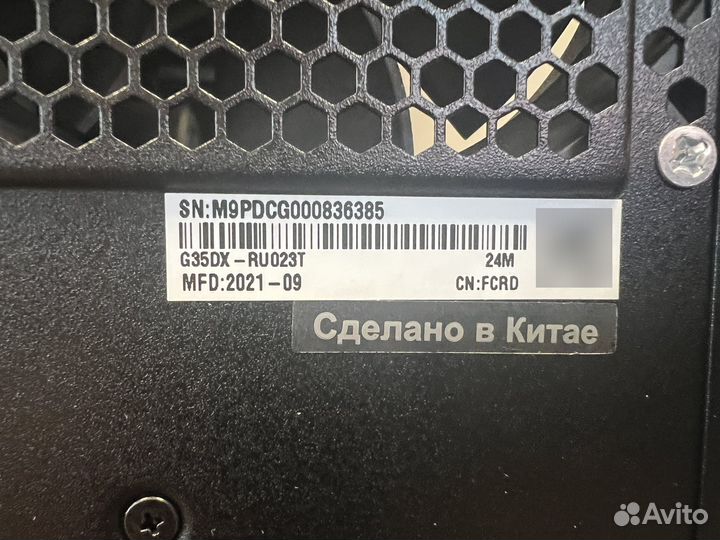 SN:M9PDCG000836385
G35DX-RU023T 24M
MFD:2021-09 CN:FCRD
Сделано в Китае
Avito